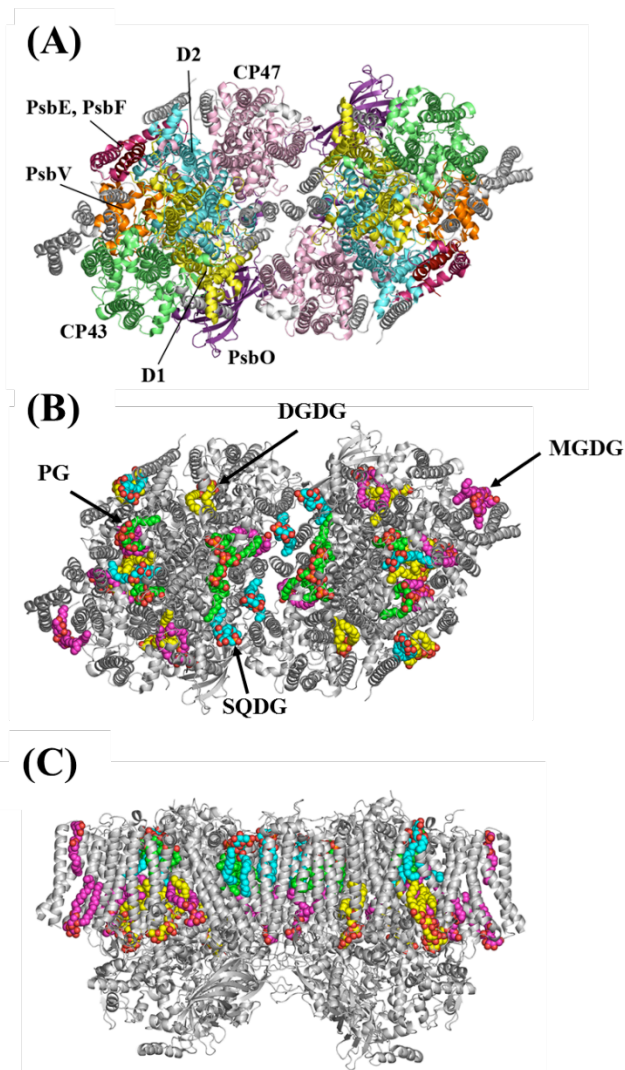 (A)
D2
CP47
PsbE, PsbF
PsbV
CP43
PsbO
D1
(B)
DGDG
MGDG
PG
SQDG
(C)